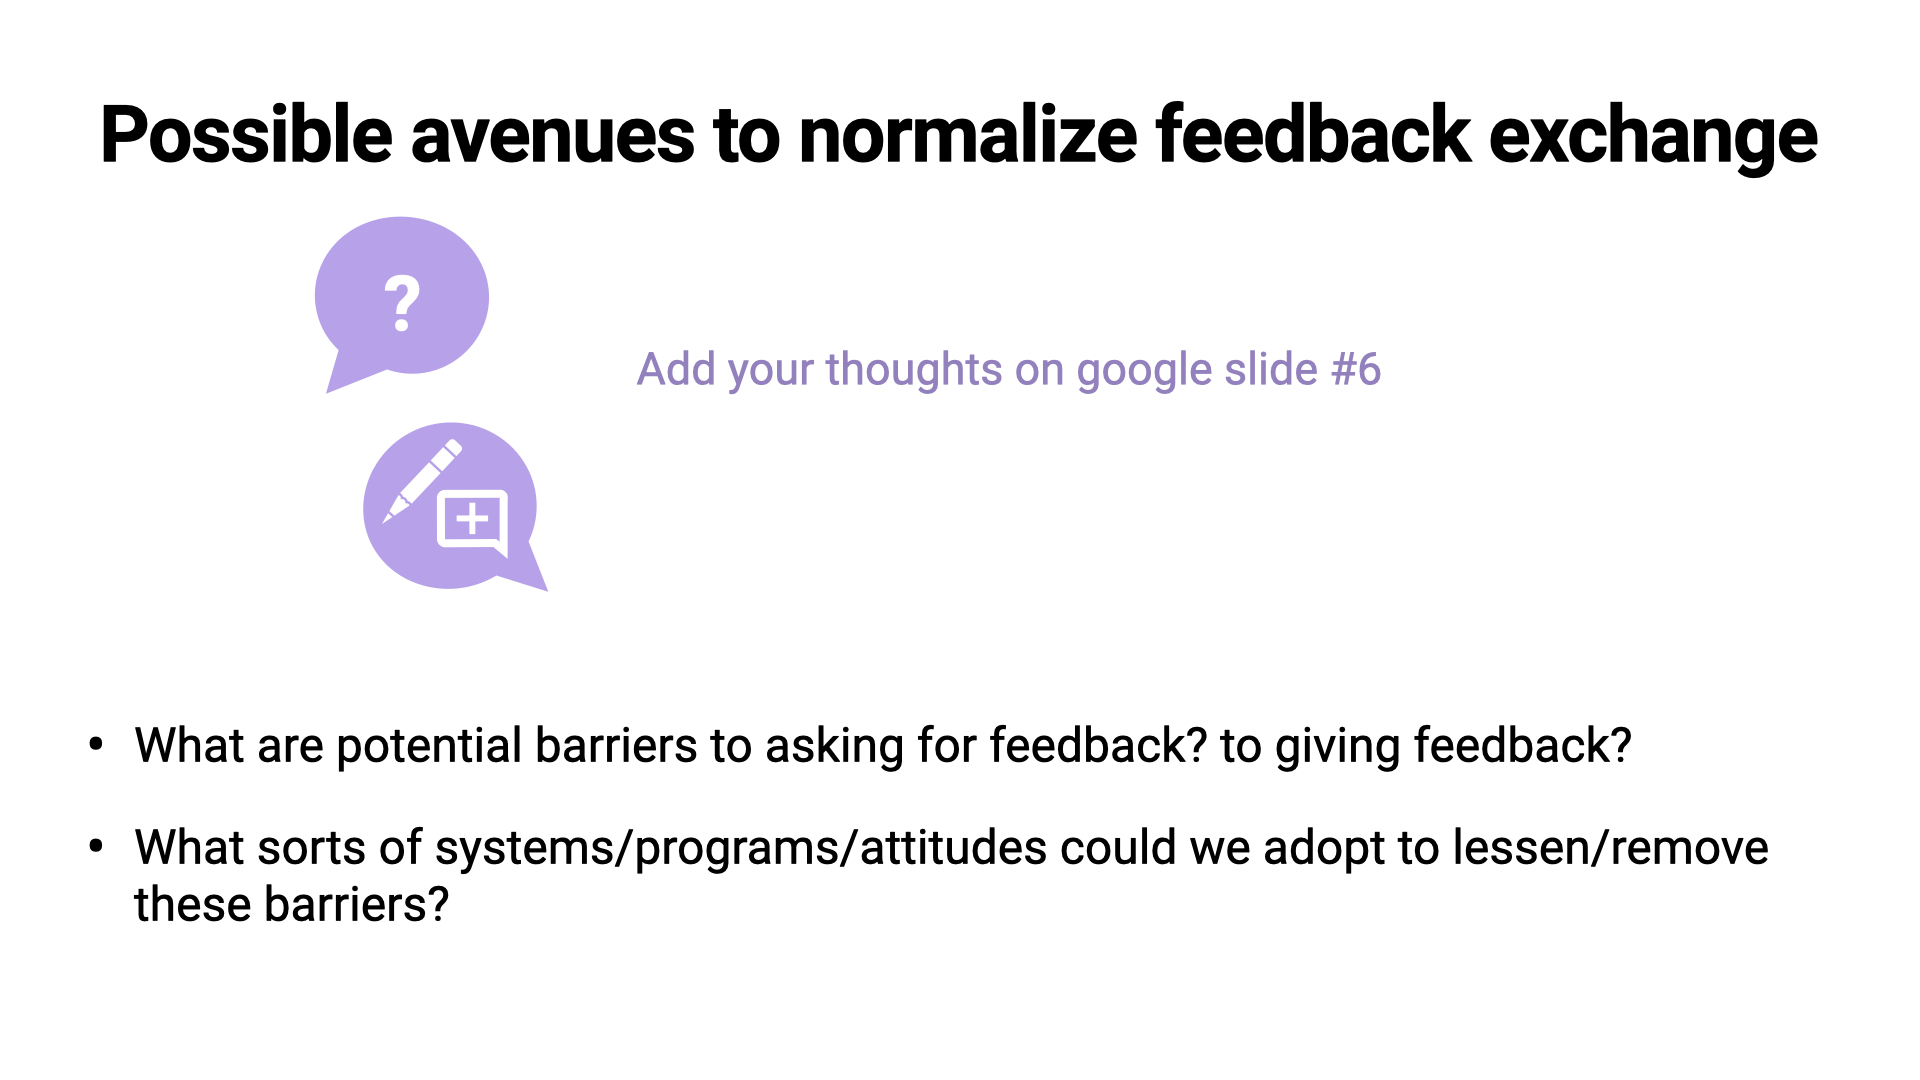 Possible avenues to normalize feedback exchange
?
Add your thoughts on google slide #6
• What are potential barriers to asking for feedback? to giving feedback?
• What sorts of systems/programs/attitudes could we adopt to lessen/remove
these barriers?